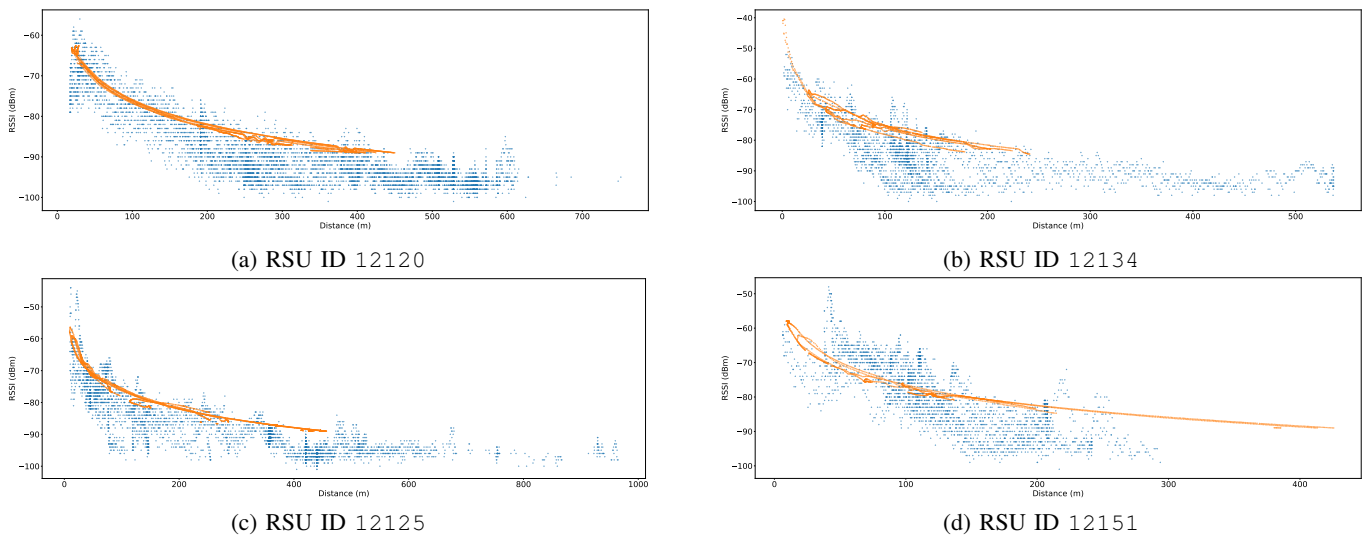 −60
−70
−80
−90
−100
RSSI (dBm)
0 100 200 300 400 500 600 700
Distance (m)
(a) RSU ID 12120
−40
−50
−60
−70
−80
−90
−100
RSSI (dBm)
0 100 200 300 400 500
Distance (m)
(b) RSU ID 12134
−50
−60
−70
−80
−90
−100
RSSI (dBm)
0 200 400 600 800 1000
Distance (m)
(c) RSU ID 12125
−50
−60
−70
−80
−90
−100
RSSI (dBm)
0 100 200 300 400
Distance (m)
(d) RSU ID 12151